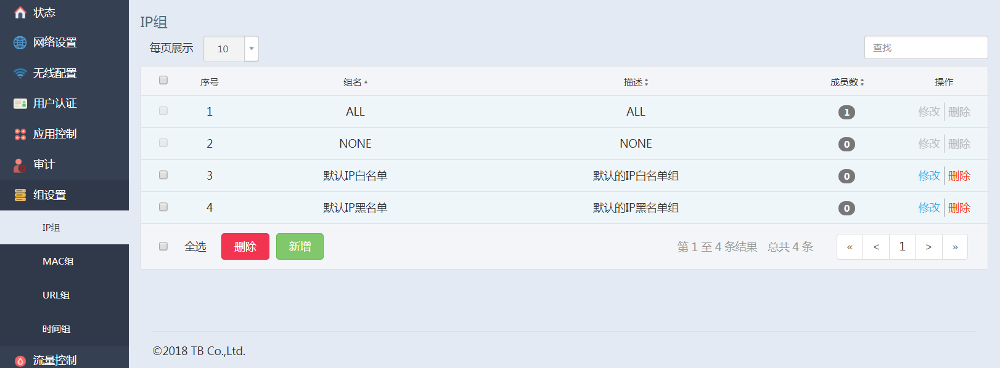 状态
网络设置
无线配置
用户认证
应用控制
审计
组设置
IP组
MAC组
URL组
时间组
流量控制
IP组
每页展示 10
查找
序号 组名 描述 成员数 操作
1 ALL ALL 1 修改 删除
2 NONE NONE 0 修改 删除
3 默认IP白名单 默认的IP白名单组 0 修改 删除
4 默认IP黑名单 默认的IP黑名单组 0 修改 删除
全选 删除 新增 第 1 至 4 条结果 总共 4 条 « < 1 > »
©2018 TB Co.,Ltd.